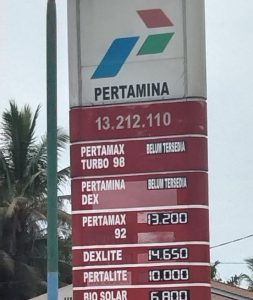 PERTAMINA
13.212.110
PERTAMAX
TURBO 98 BELUM TERSEDIA
PERTAMINA
DEX BELUM TERSEDIA
PERTAMAX
92 13.200
DEXLITE 14.650
PERTALITE 10.000
BIO SOLAR 6.800